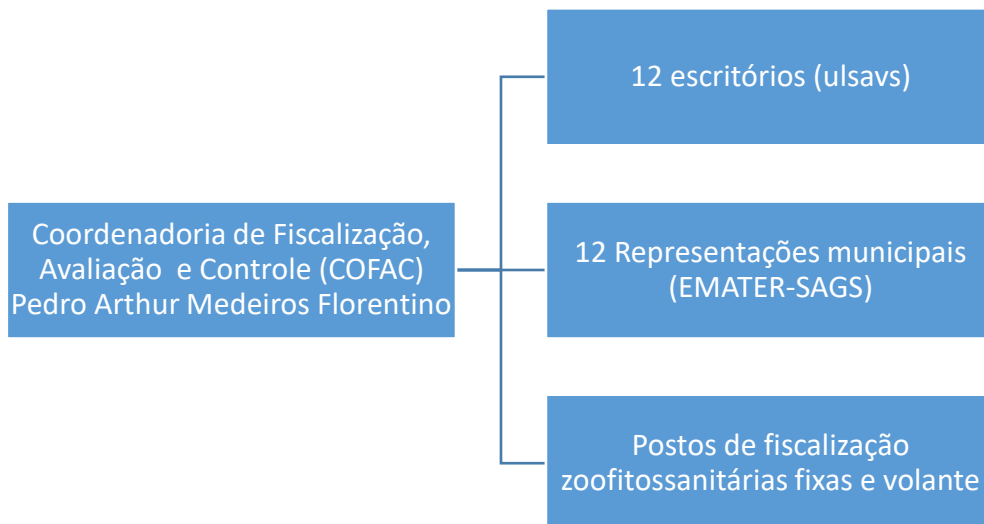 Coordenadoria de Fiscalização,
Avaliação e Controle (COFAC)
Pedro Arthur Medeiros Florentino
12 escritórios (ulsavs)
12 Representações municipais
(EMATER-SAGS)
Postos de fiscalização
zoofitossanitárias fixas e volante